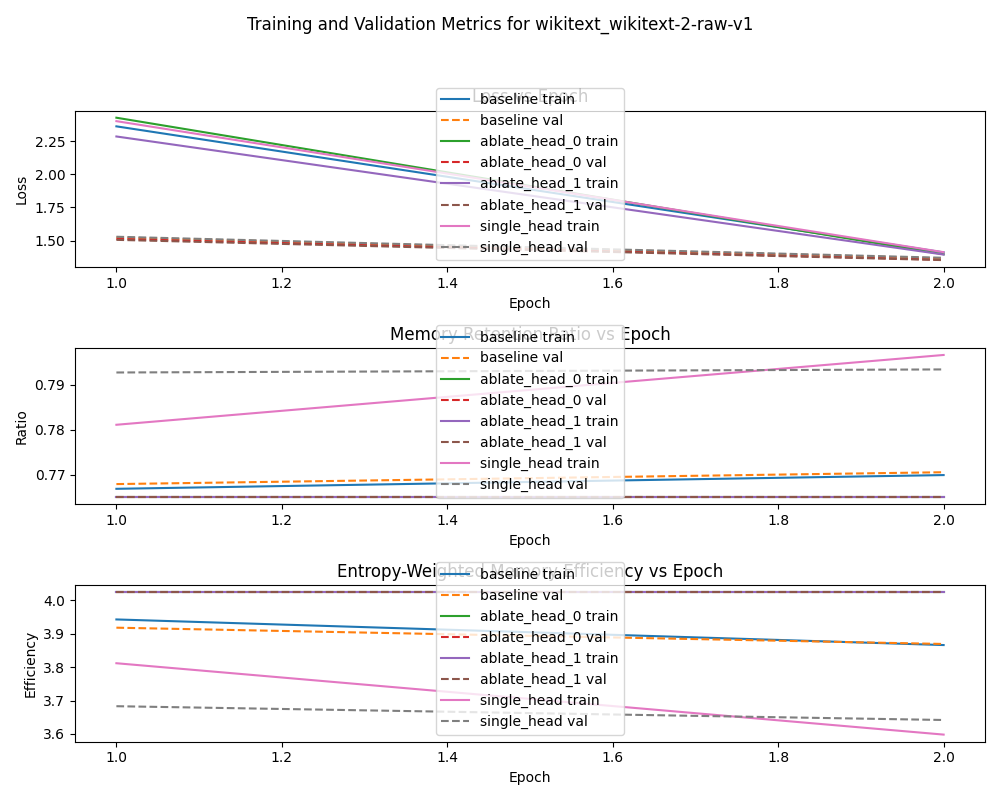 Training and Validation Metrics for wikitext_wikitext-2-raw-v1
Loss vs Epoch
baseline train
baseline val
ablate_head_0 train
ablate_head_0 val
ablate_head_1 train
ablate_head_1 val
single_head train
single_head val
Loss
2.25
2.00
1.75
1.50
1.0
1.2
1.4
1.6
1.8
2.0
Epoch
Memory Retention Ratio vs Epoch
baseline train
baseline val
ablate_head_0 train
ablate_head_0 val
ablate_head_1 train
ablate_head_1 val
single_head train
single_head val
Ratio
0.79
0.78
0.77
1.0
1.2
1.4
1.6
1.8
2.0
Epoch
Entropy-Weighted Memory Efficiency vs Epoch
baseline train
baseline val
ablate_head_0 train
ablate_head_0 val
ablate_head_1 train
ablate_head_1 val
single_head train
single_head val
Efficiency
4.0
3.9
3.8
3.7
3.6
1.0
1.2
1.4
1.6
1.8
2.0
Epoch